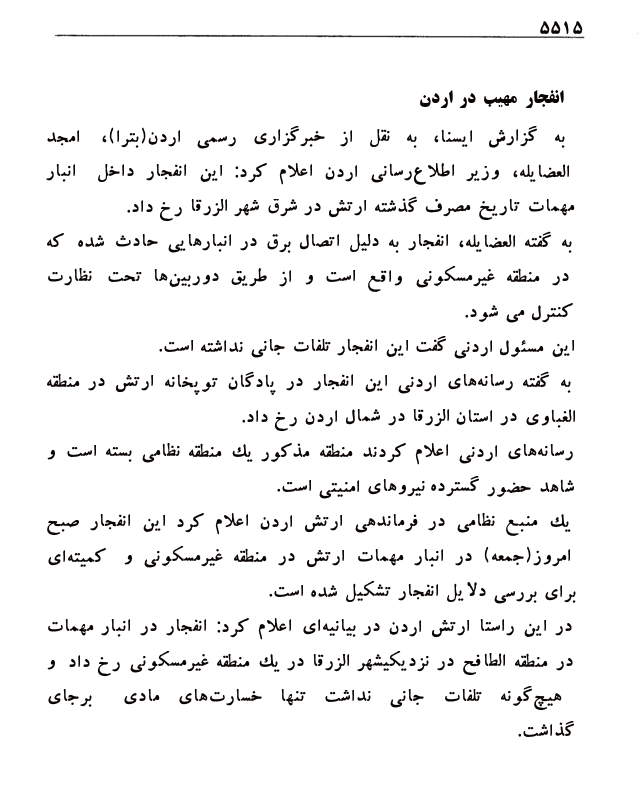 ۵۵۱۵
انفجار مهیب در اردن
به گزارش ایسنا، به نقل از خبرگزاری رسمی اردن(بترا)، امجد
العضایله، وزیر اطلاع‌رسانی اردن اعلام کرد: این انفجار داخل انبار
مهمات تاریخ مصرف گذشته ارتش در شرق شهر الزرقا رخ داد.
به گفته العضایله، انفجار به دلیل اتصال برق در انبارهایی حادث شده که
در منطقه غیرمسکونی واقع است و از طریق دوربین‌ها تحت نظارت
کنترل می شود.
این مسئول اردنی گفت این انفجار تلفات جانی نداشته است.
به گفته رسانه‌های اردنی این انفجار در پادگان توپخانه ارتش در منطقه
الغباوی در استان الزرقا در شمال اردن رخ داد.
رسانه‌های اردنی اعلام کردند منطقه مذکور یك منطقه نظامی بسته است و
شاهد حضور گسترده نیروهای امنیتی است.
یك منبع نظامی در فرماندهی ارتش اردن اعلام کرد این انفجار صبح
امروز(جمعه) در انبار مهمات ارتش در منطقه غیرمسکونی و کمیته‌ای
برای بررسی دلایل انفجار تشکیل شده است.
در این راستا ارتش اردن در بیانیه‌ای اعلام کرد: انفجار در انبار مهمات
در منطقه الطافح در نزدیکیشهر الزرقا در یك منطقه غیرمسکونی رخ داد و
هیچ‌گونه تلفات جانی نداشت تنها خسارت‌های مادی برجای
گذاشت.